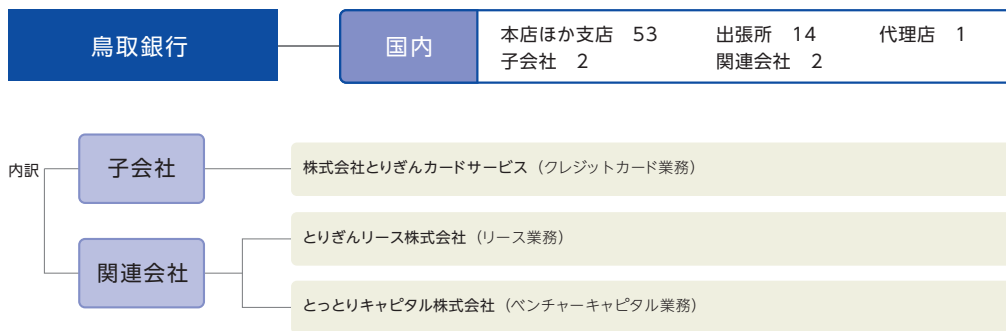 鳥取銀行
国内
本店ほか支店 53 出張所 14 代理店 1
子会社 2 関連会社 2
内訳
子会社
株式会社とりぎんカードサービス（クレジットカード業務）
関連会社
とりぎんリース株式会社（リース業務）
とっとりキャピタル株式会社（ベンチャーキャピタル業務）